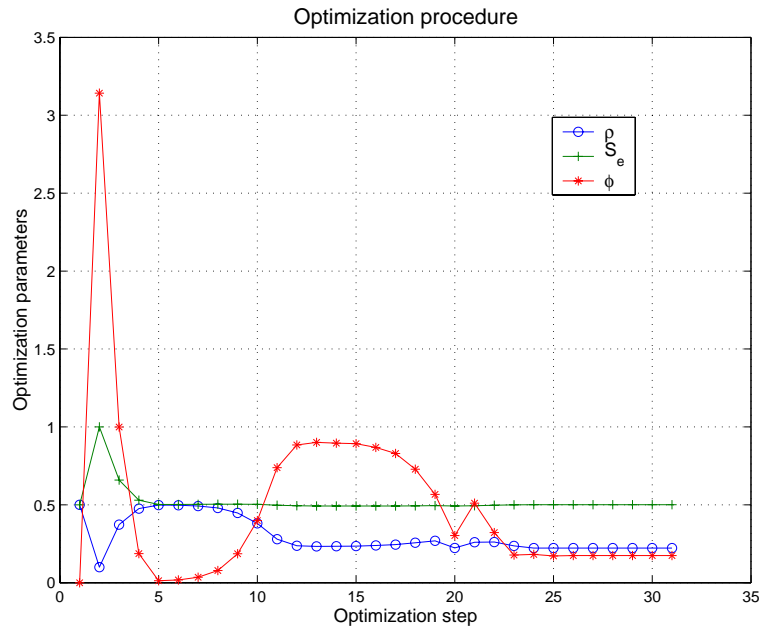 Optimization procedure
3.5
3
2.5
2
1.5
1
0.5
0
Optimization parameters
ρ
S_e
ϕ
0 5 10 15 20 25 30 35
Optimization step